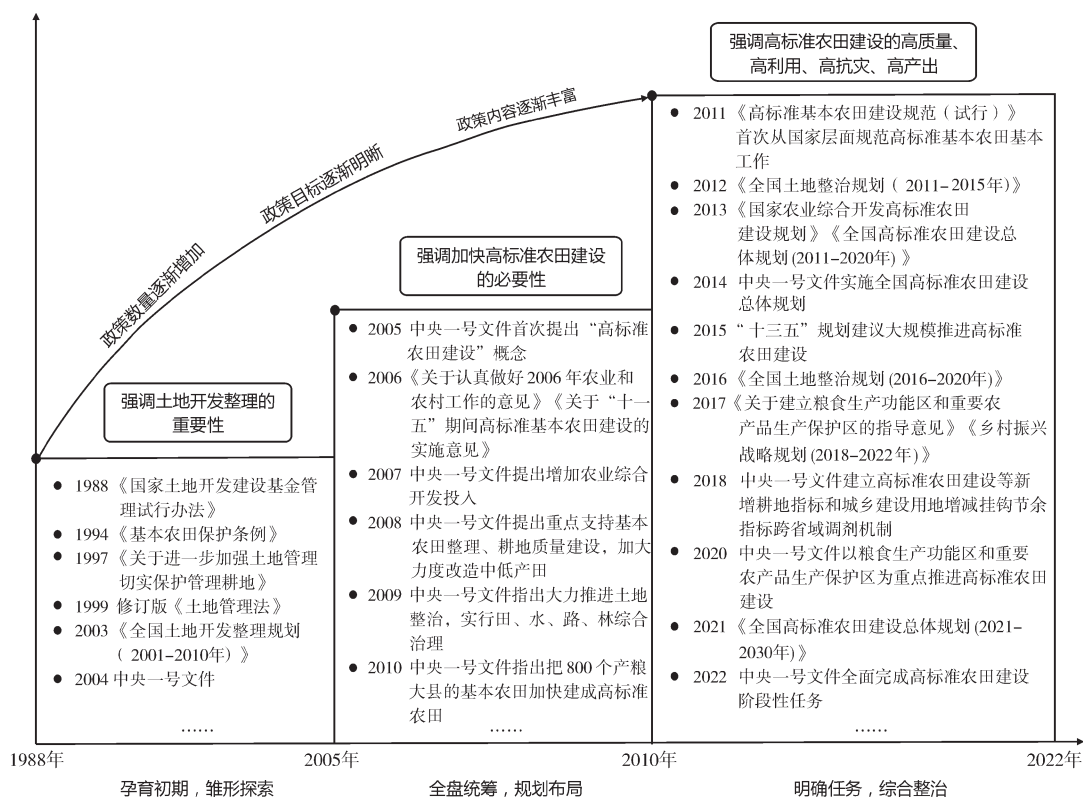 强调高标准农田建设的高质量、
高利用、高抗灾、高产出
政策内容逐渐丰富
政策目标逐渐明晰
政策数量逐渐增加
强调加快高标准农田建设
的必要性
强调土地开发整理的
重要性
● 1988《国家土地开发建设基金管
理试行办法》
● 1994《基本农田保护条例》
● 1997《关于进一步加强土地管理
切实保护管理耕地》
● 1999 修订版《土地管理法》
● 2003《全国土地开发整理规划
（2001-2010年）》
● 2004 中央一号文件
……
● 2005 中央一号文件首次提出“高标准
农田建设”概念
● 2006《关于认真做好2006年农业和
农村工作的意见》《关于“十一
五”期间高标准基本农田建设的
实施意见》
● 2007 中央一号文件提出增加农业综合
开发投入
● 2008 中央一号文件提出重点支持基本
农田整理、耕地质量建设，加大
力度改造中低产田
● 2009 中央一号文件指出大力推进土地
整治，实行田、水、路、林综合
治理
● 2010 中央一号文件指出把800个产粮
大县的基本农田加快建成高标准
农田
……
● 2011《高标准基本农田建设规范（试行）》
首次从国家层面规范高标准基本农田基本
工作
● 2012《全国土地整治规划（2011-2015年）》
● 2013《国家农业综合开发高标准农田
建设规划》《全国高标准农田建设总
体规划(2011-2020年)》
● 2014 中央一号文件实施全国高标准农田建设
总体规划
● 2015 “十三五”规划建议大规模推进高标准
农田建设
● 2016《全国土地整治规划(2016-2020年)》
● 2017《关于建立粮食生产功能区和重要农
产品生产保护区的指导意见》《乡村振兴
战略规划(2018-2022年)》
● 2018 中央一号文件建立高标准农田建设等新
增耕地指标和城乡建设用地增减挂钩节余
指标跨省域调剂机制
● 2020 中央一号文件以粮食生产功能区和重要
农产品生产保护区为重点推进高标准农田
建设
● 2021《全国高标准农田建设总体规划(2021-
2030年)》
● 2022 中央一号文件全面完成高标准农田建设
阶段性任务
……
1988年 2005年 2010年 2022年
孕育初期，雏形探索 全盘统筹，规划布局 明确任务，综合整治